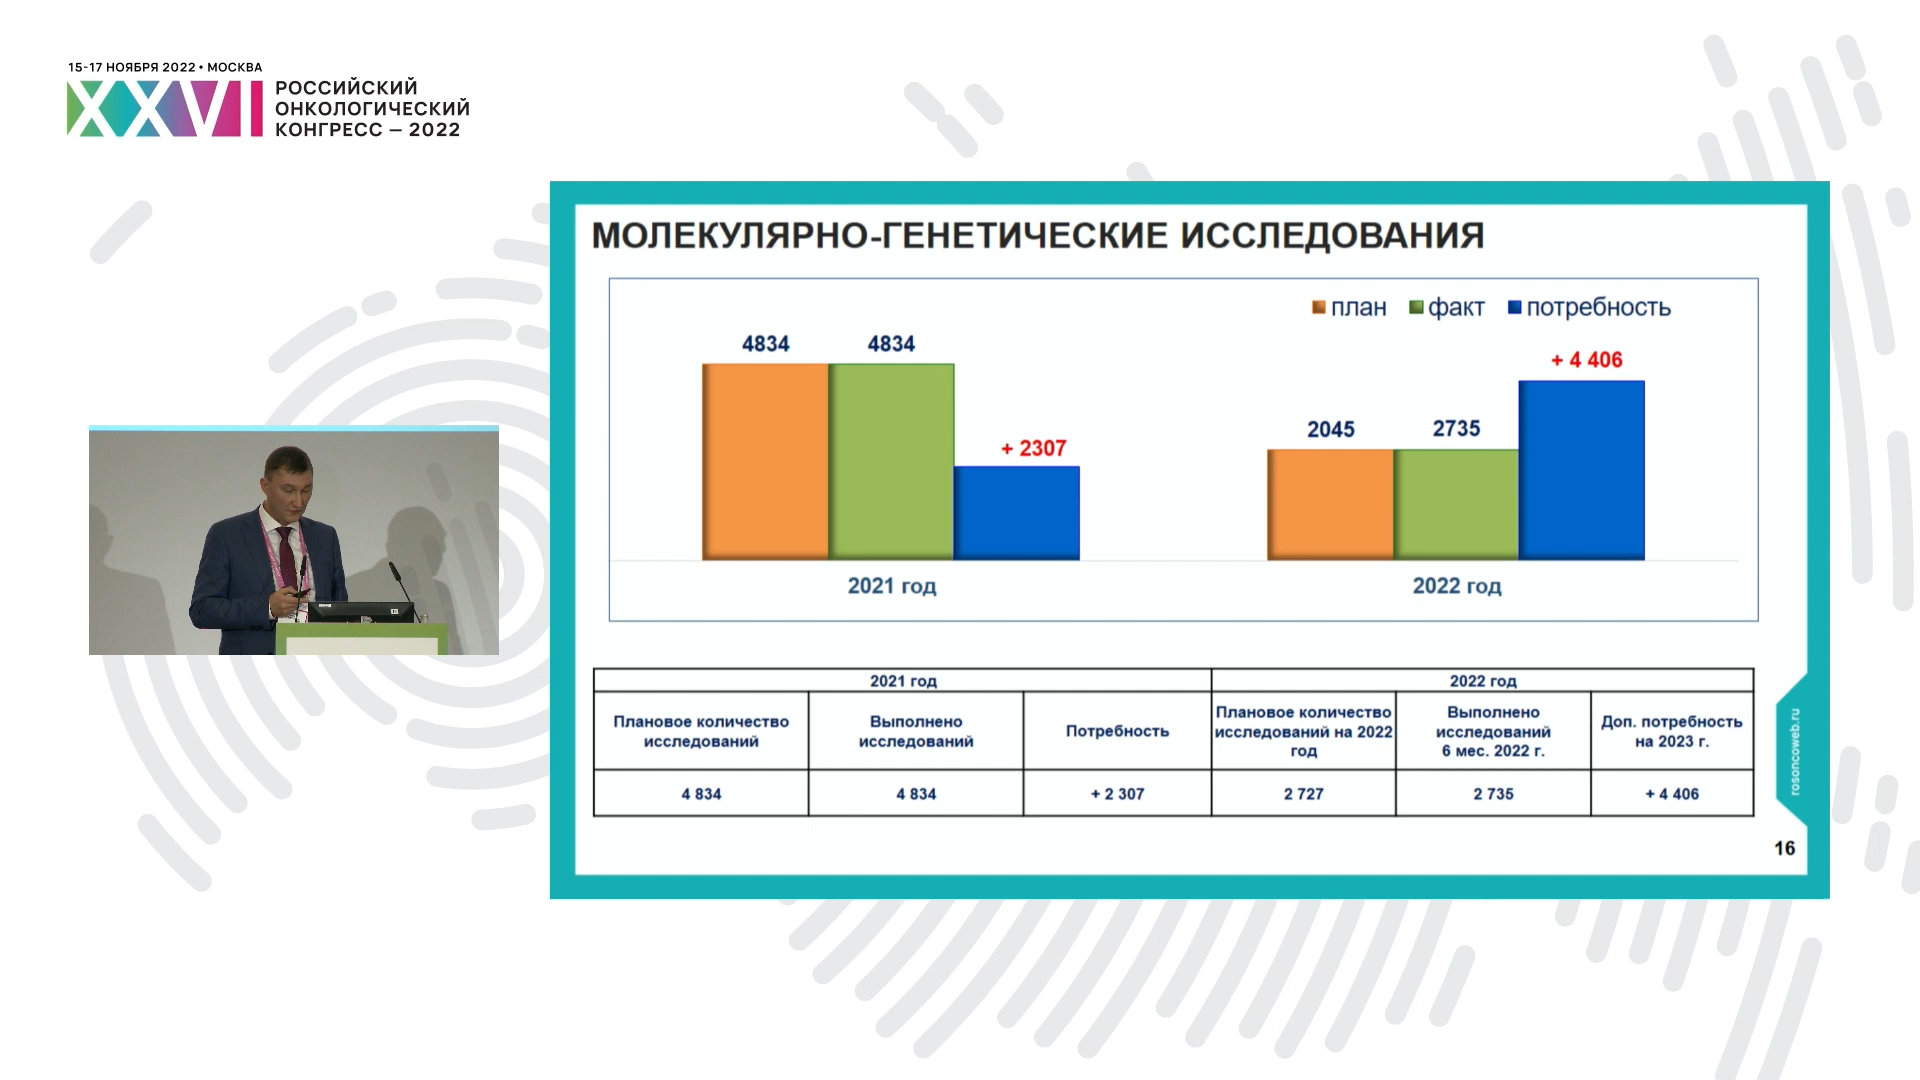 15-17 НОЯБРЯ 2022 • МОСКВА
XXVI
РОССИЙСКИЙ
ОНКОЛОГИЧЕСКИЙ
КОНГРЕСС – 2022
МОЛЕКУЛЯРНО-ГЕНЕТИЧЕСКИЕ ИССЛЕДОВАНИЯ
план факт потребность
4834 4834 + 2307
2045 2735 + 4 406
2021 год 2022 год
2021 год 2022 год
Плановое количество
исследований
Выполнено
исследований
Потребность
Плановое количество
исследований на 2022
год
Выполнено
исследований
6 мес. 2022 г.
Доп. потребность
на 2023 г.
4 834 4 834 + 2 307 2 727 2 735 + 4 406
rosoncoweb.ru
16